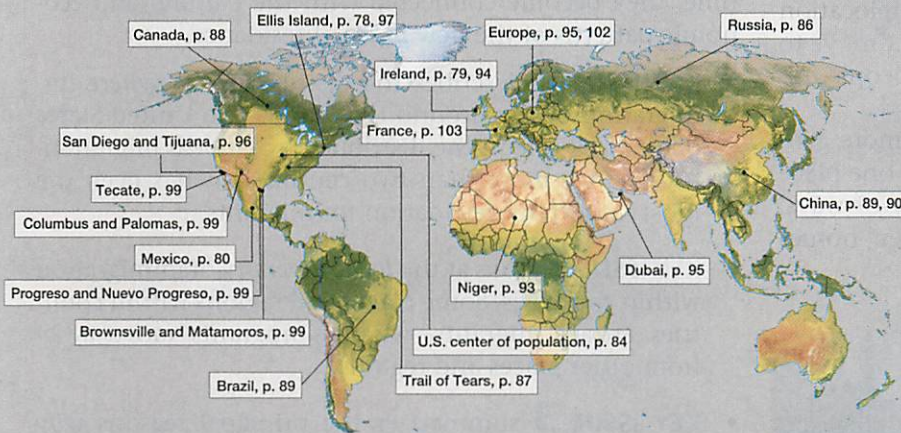 Ellis Island, p. 78, 97
Canada, p. 88
Europe, p. 95, 102
Russia, p. 86
Ireland, p. 79, 94
France, p. 103
San Diego and Tijuana, p. 96
Tecate, p. 99
Columbus and Palomas, p. 99
Mexico, p. 80
Progreso and Nuevo Progreso, p. 99
Brownsville and Matamoros, p. 99
Brazil, p. 89
Trail of Tears, p. 87
U.S. center of population, p. 84
Niger, p. 93
Dubai, p. 95
China, p. 89, 90